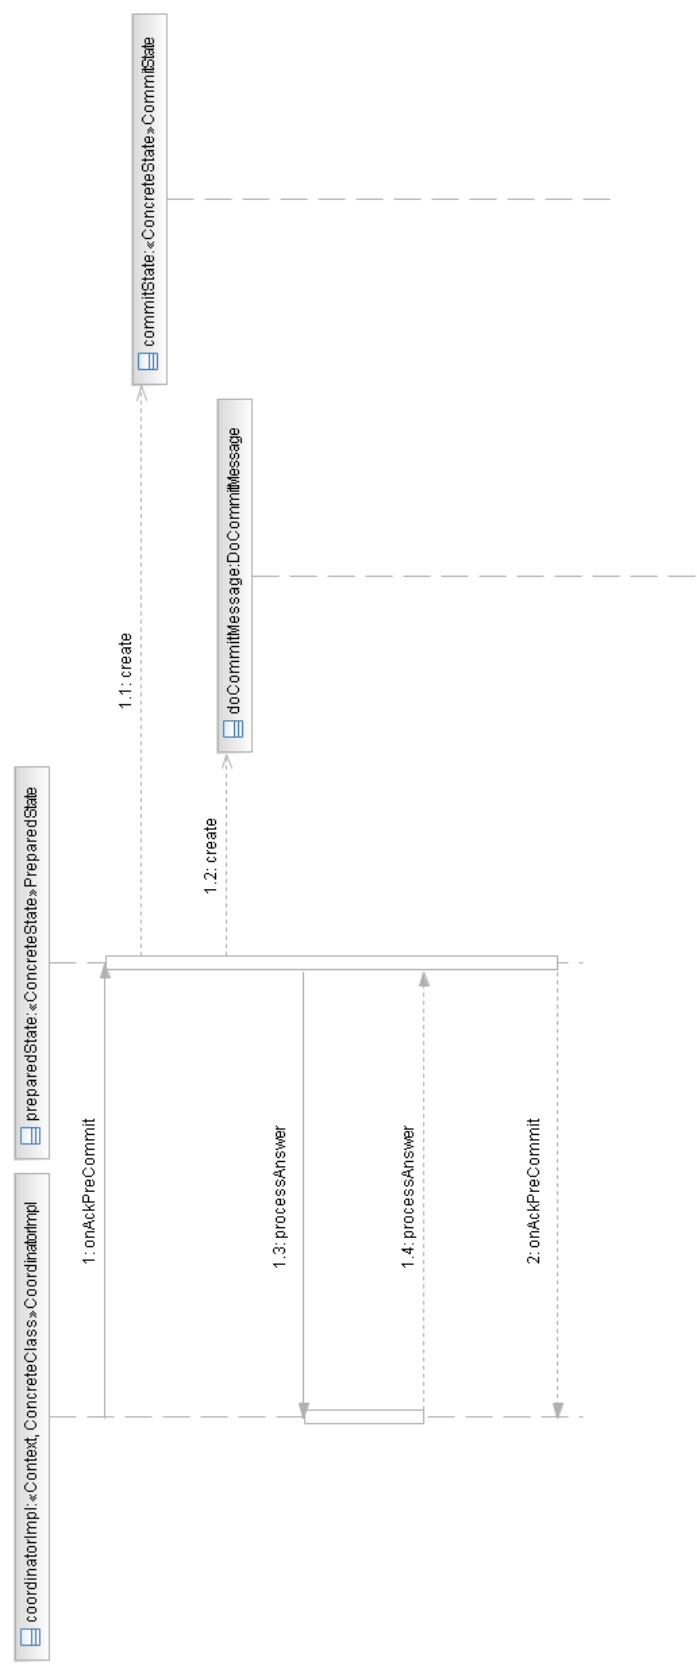 coordinatorImpl:«Context, ConcreteClass»CoordinatorImpl
preparedState:«ConcreteState»PreparedState
doCommitMessage:DoCommitMessage
commitState:«ConcreteState»CommitState
1: onAckPreCommit
1.1: create
1.2: create
1.3: processAnswer
1.4: processAnswer
2: onAckPreCommit